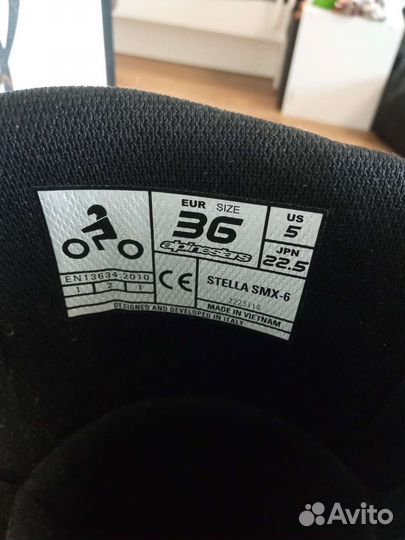 EUR SIZE
36
alpinestars
US
5
JPN
22.5
EN13634:2010
1 2 1
CE
STELLA SMX-6
2223114
MADE IN VIETNAM
DESIGNED AND DEVELOPED IN ITALY
Avito